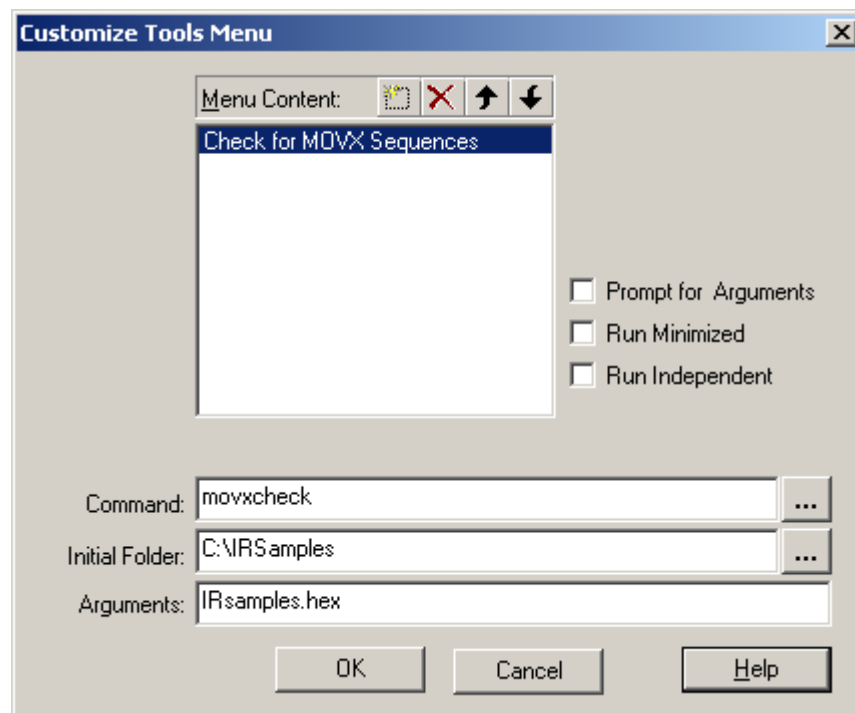 Customize Tools Menu
Menu Content:
Check for MOVX Sequences
Prompt for Arguments
Run Minimized
Run Independent
Command: movxcheck ...
Initial Folder: C:\IRSamples ...
Arguments: IRsamples.hex
OK Cancel Help